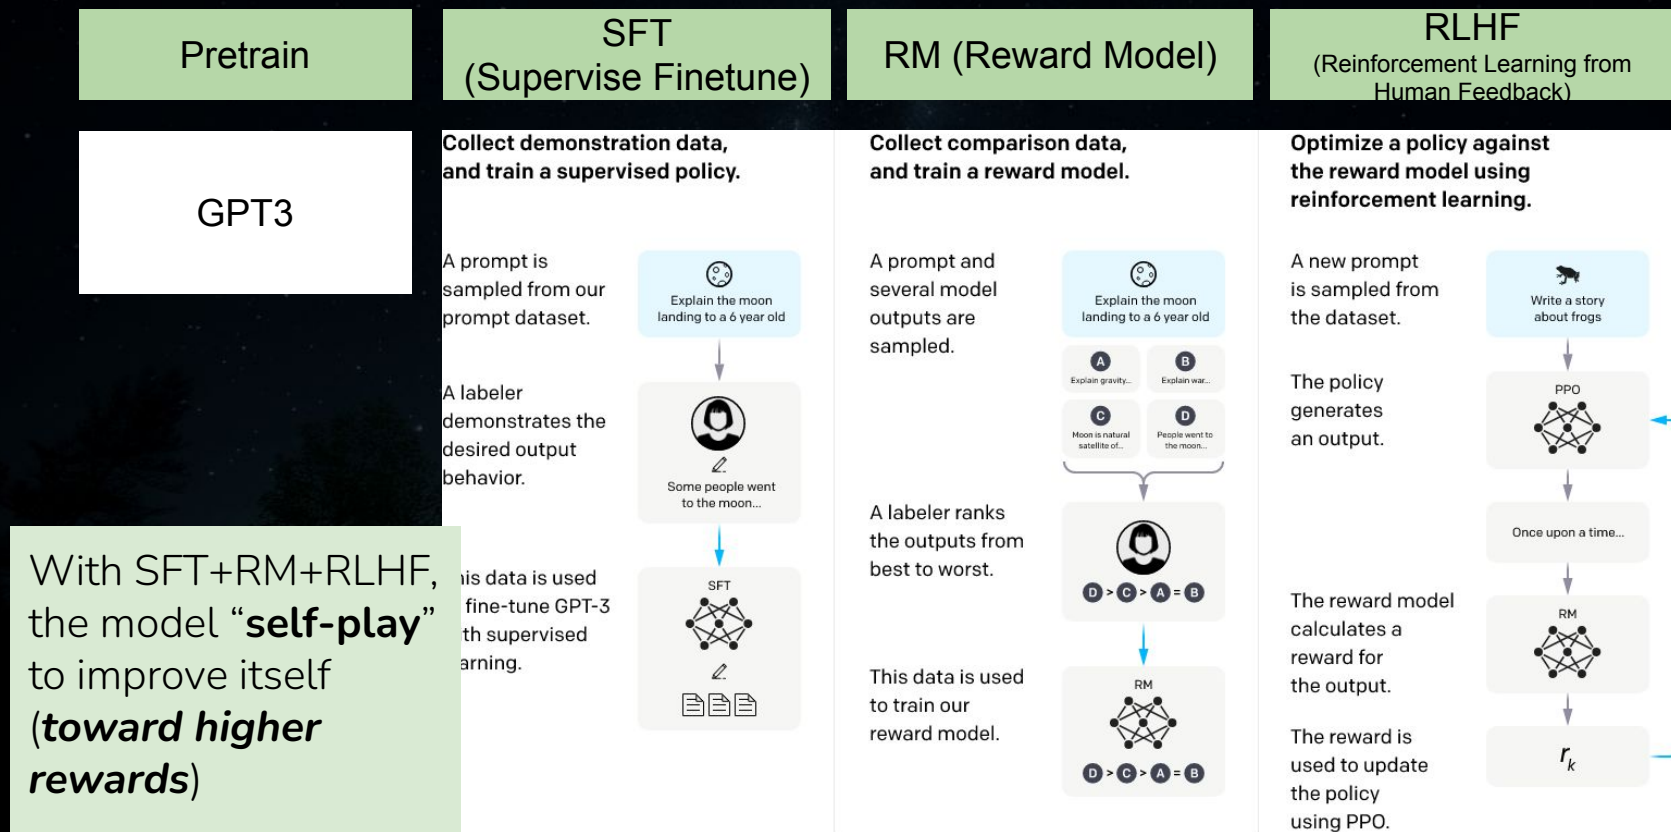 Pretrain
SFT
(Supervise Finetune)
RM (Reward Model)
RLHF
(Reinforcement Learning from
Human Feedback)
GPT3
Collect demonstration data,
and train a supervised policy.
A prompt is
sampled from our
prompt dataset.
Explain the moon
landing to a 6 year old
A labeler
demonstrates the
desired output
behavior.
Some people went
to the moon...
is data is used
fine-tune GPT-3
th supervised
arning.
SFT
Collect comparison data,
and train a reward model.
A prompt and
several model
outputs are
sampled.
Explain the moon
landing to a 6 year old
A
Explain gravity...
B
Explain war...
C
Moon is natural
satellite of...
D
People went to
the moon...
A labeler ranks
the outputs from
best to worst.
D > C > A = B
This data is used
to train our
reward model.
RM
D > C > A = B
Optimize a policy against
the reward model using
reinforcement learning.
A new prompt
is sampled from
the dataset.
Write a story
about frogs
The policy
generates
an output.
PPO
Once upon a time...
The reward model
calculates a
reward for
the output.
RM
The reward is
used to update
the policy
using PPO.
rₖ
With SFT+RM+RLHF,
the model “self-play”
to improve itself
(toward higher
rewards)